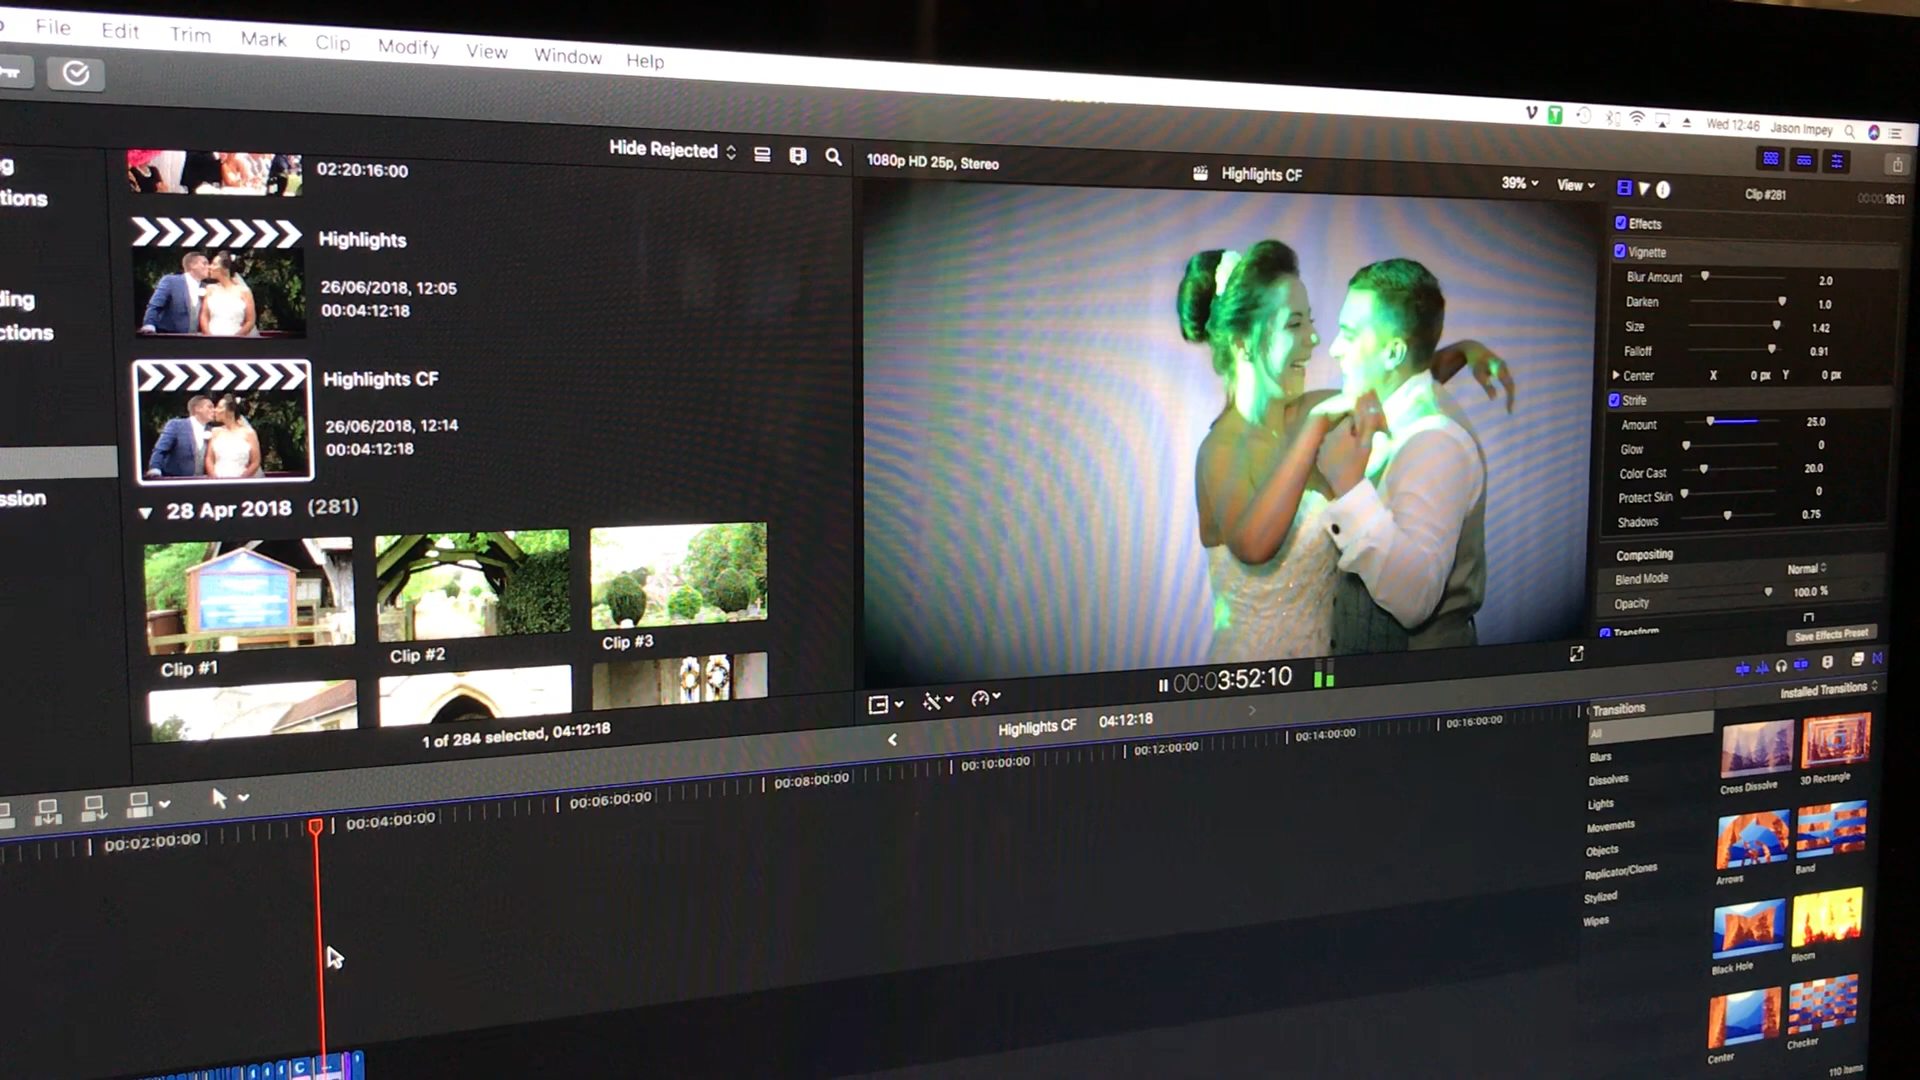 File Edit Trim Mark Clip Modify View Window Help
Wed 12:46 Jason Impey
Hide Rejected
02:20:16:00
Highlights
26/06/2018, 12:05
00:04:12:18
Highlights CF
26/06/2018, 12:14
00:04:12:18
28 Apr 2018 (281)
Clip #1
Clip #2
Clip #3
1 of 284 selected, 04:12:18
1080p HD 25p, Stereo
Highlights CF
39% View
00:00:3:52:10
Clip #281
00:00:16:11
Effects
Vignette
Blur Amount 2.0
Darken 1.0
Size 1.42
Falloff 0.91
Center X 0 px Y 0 px
Strife
Amount 25.0
Glow 0
Color Cast 20.0
Protect Skin 0
Shadows 0.75
Compositing
Blend Mode Normal
Opacity 100.0 %
Transform
Save Effects Preset
Highlights CF 04:12:18
00:02:00:00 00:04:00:00 00:06:00:00 00:08:00:00 00:10:00:00 00:12:00:00 00:14:00:00 00:16:00:00
Installed Transitions
Transitions
All
Blurs
Dissolves
Lights
Movements
Objects
Replicator/Clones
Stylized
Wipes
Cross Dissolve
3D Rectangle
Arrows
Band
Black Hole
Bloom
Center
Checker
110 items